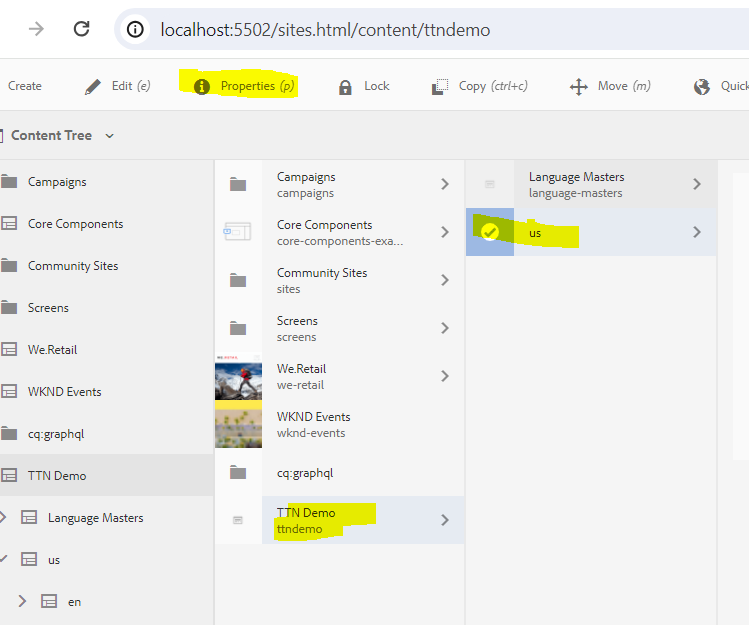 localhost:5502/sites.html/content/ttndemo
Create
Edit (e)
Properties (p)
Lock
Copy (ctrl+c)
Move (m)
Quick
Content Tree
Campaigns
Core Components
Community Sites
Screens
We.Retail
WKND Events
cq:graphql
TTN Demo
Language Masters
us
en
Campaigns
campaigns
Core Components
core-components-exa...
Community Sites
sites
Screens
screens
We.Retail
we-retail
WKND Events
wknd-events
cq:graphql
TTN Demo
ttndemo
Language Masters
language-masters
us